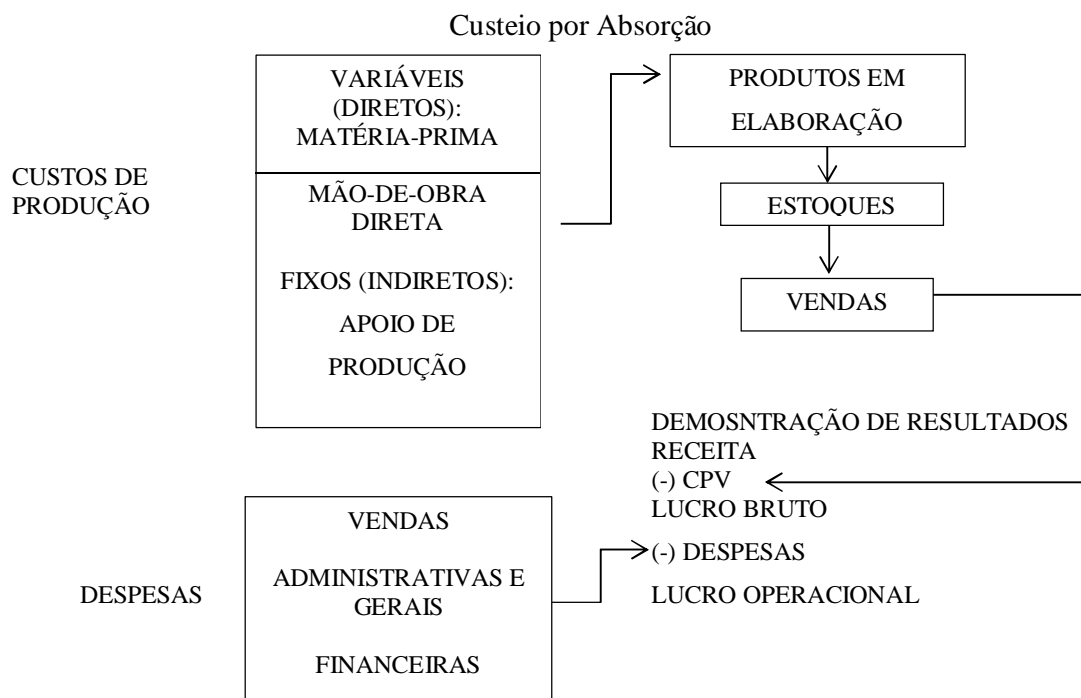 Custeio por Absorção
VARIÁVEIS
(DIRETOS):
MATÉRIA-PRIMA
CUSTOS DE
PRODUÇÃO
MÃO-DE-OBRA
DIRETA
FIXOS (INDIRETOS):
APOIO DE
PRODUÇÃO
PRODUTOS EM
ELABORAÇÃO
ESTOQUES
VENDAS
DEMOSNTRAÇÃO DE RESULTADOS
RECEITA
(-) CPV
LUCRO BRUTO
(-) DESPESAS
LUCRO OPERACIONAL
DESPESAS
VENDAS
ADMINISTRATIVAS E
GERAIS
FINANCEIRAS